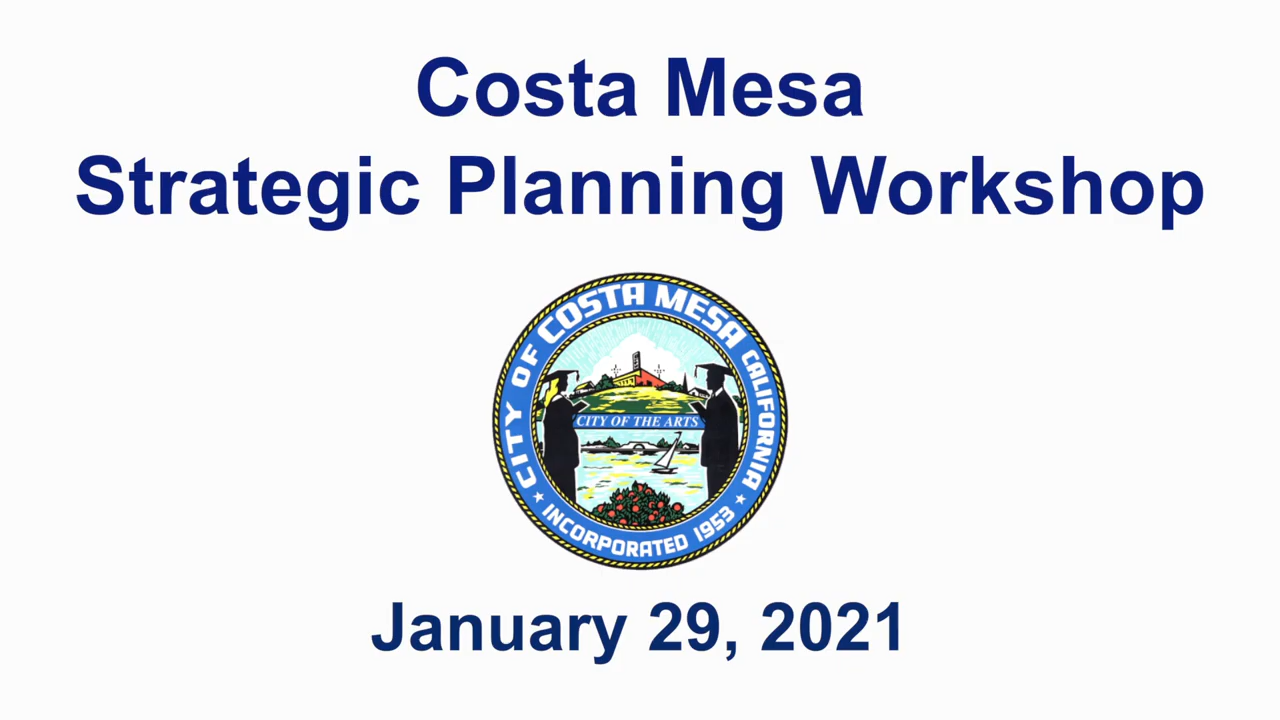 Costa Mesa
Strategic Planning Workshop
CITY OF COSTA MESA CALIFORNIA
CITY OF THE ARTS
★ INCORPORATED 1953 ★
January 29, 2021